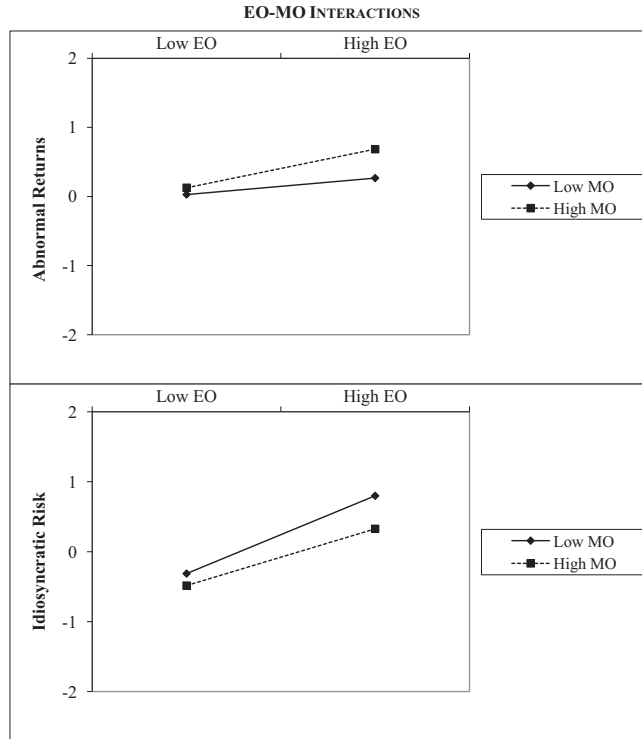 EO-MO INTERACTIONS
Low EO High EO
2
1
0
-1
-2
Abnormal Returns
Low MO
High MO
Low EO High EO
2
1
0
-1
-2
Idiosyncratic Risk
Low MO
High MO